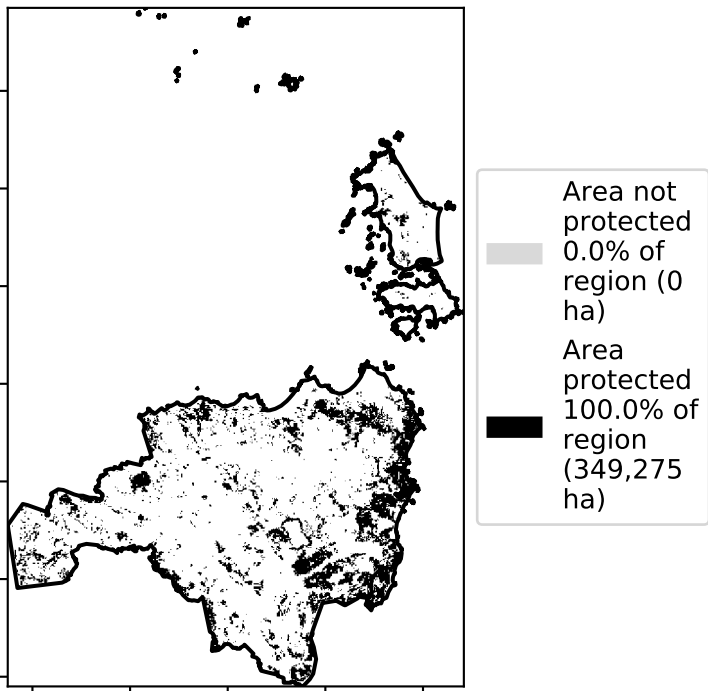 Area not
protected
0.0% of
region (0
ha)
Area
protected
100.0% of
region
(349,275
ha)